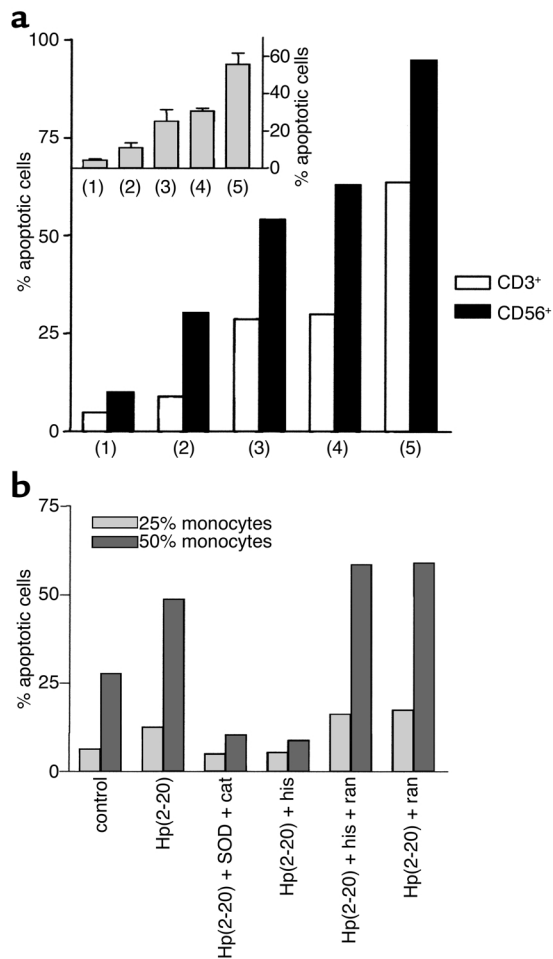 a
100
75
50
25
0
% apoptotic cells
60
40
20
0
% apoptotic cells
(1) (2) (3) (4) (5)
CD3⁺
CD56⁺
(1) (2) (3) (4) (5)
b
75
50
25
0
% apoptotic cells
25% monocytes
50% monocytes
control
Hp(2-20)
Hp(2-20) + SOD + cat
Hp(2-20) + his
Hp(2-20) + his + ran
Hp(2-20) + ran